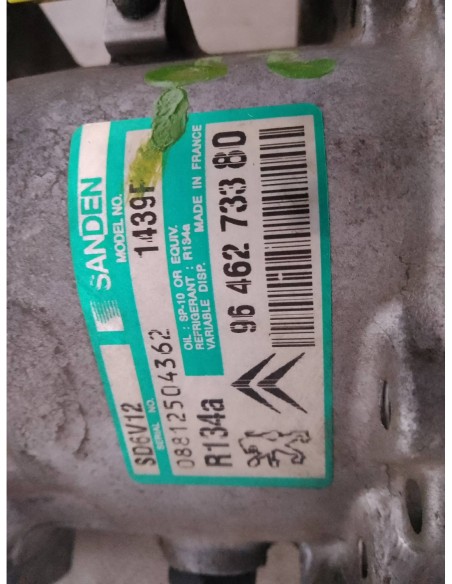 SANDEN
MODEL NO.
1439F
SD6V12
SERIAL NO.
08812504362
OIL : SP-10 OR EQUIV.
REFRIGERANT : R134a
VARIABLE DISP.
MADE IN FRANCE
R134a
96 462 733 80